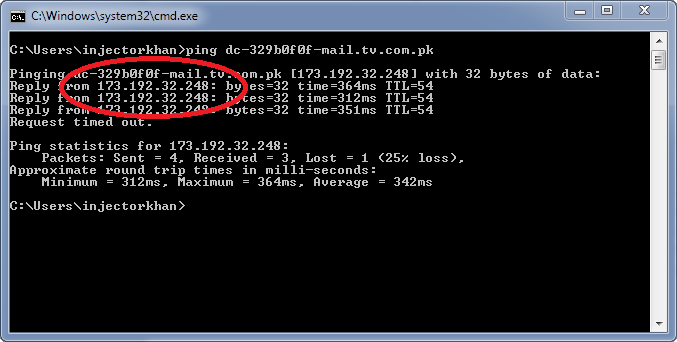 C:\Windows\system32\cmd.exe
C:\Users\injectorkhan>ping dc-329b0f0f-mail.tv.com.pk
Pinging dc-329b0f0f-mail.tv.com.pk [173.192.32.248] with 32 bytes of data:
Reply from 173.192.32.248: bytes=32 time=364ms TTL=54
Reply from 173.192.32.248: bytes=32 time=312ms TTL=54
Reply from 173.192.32.248: bytes=32 time=351ms TTL=54
Request timed out.
Ping statistics for 173.192.32.248:
Packets: Sent = 4, Received = 3, Lost = 1 (25% loss),
Approximate round trip times in milli-seconds:
Minimum = 312ms, Maximum = 364ms, Average = 342ms
C:\Users\injectorkhan>